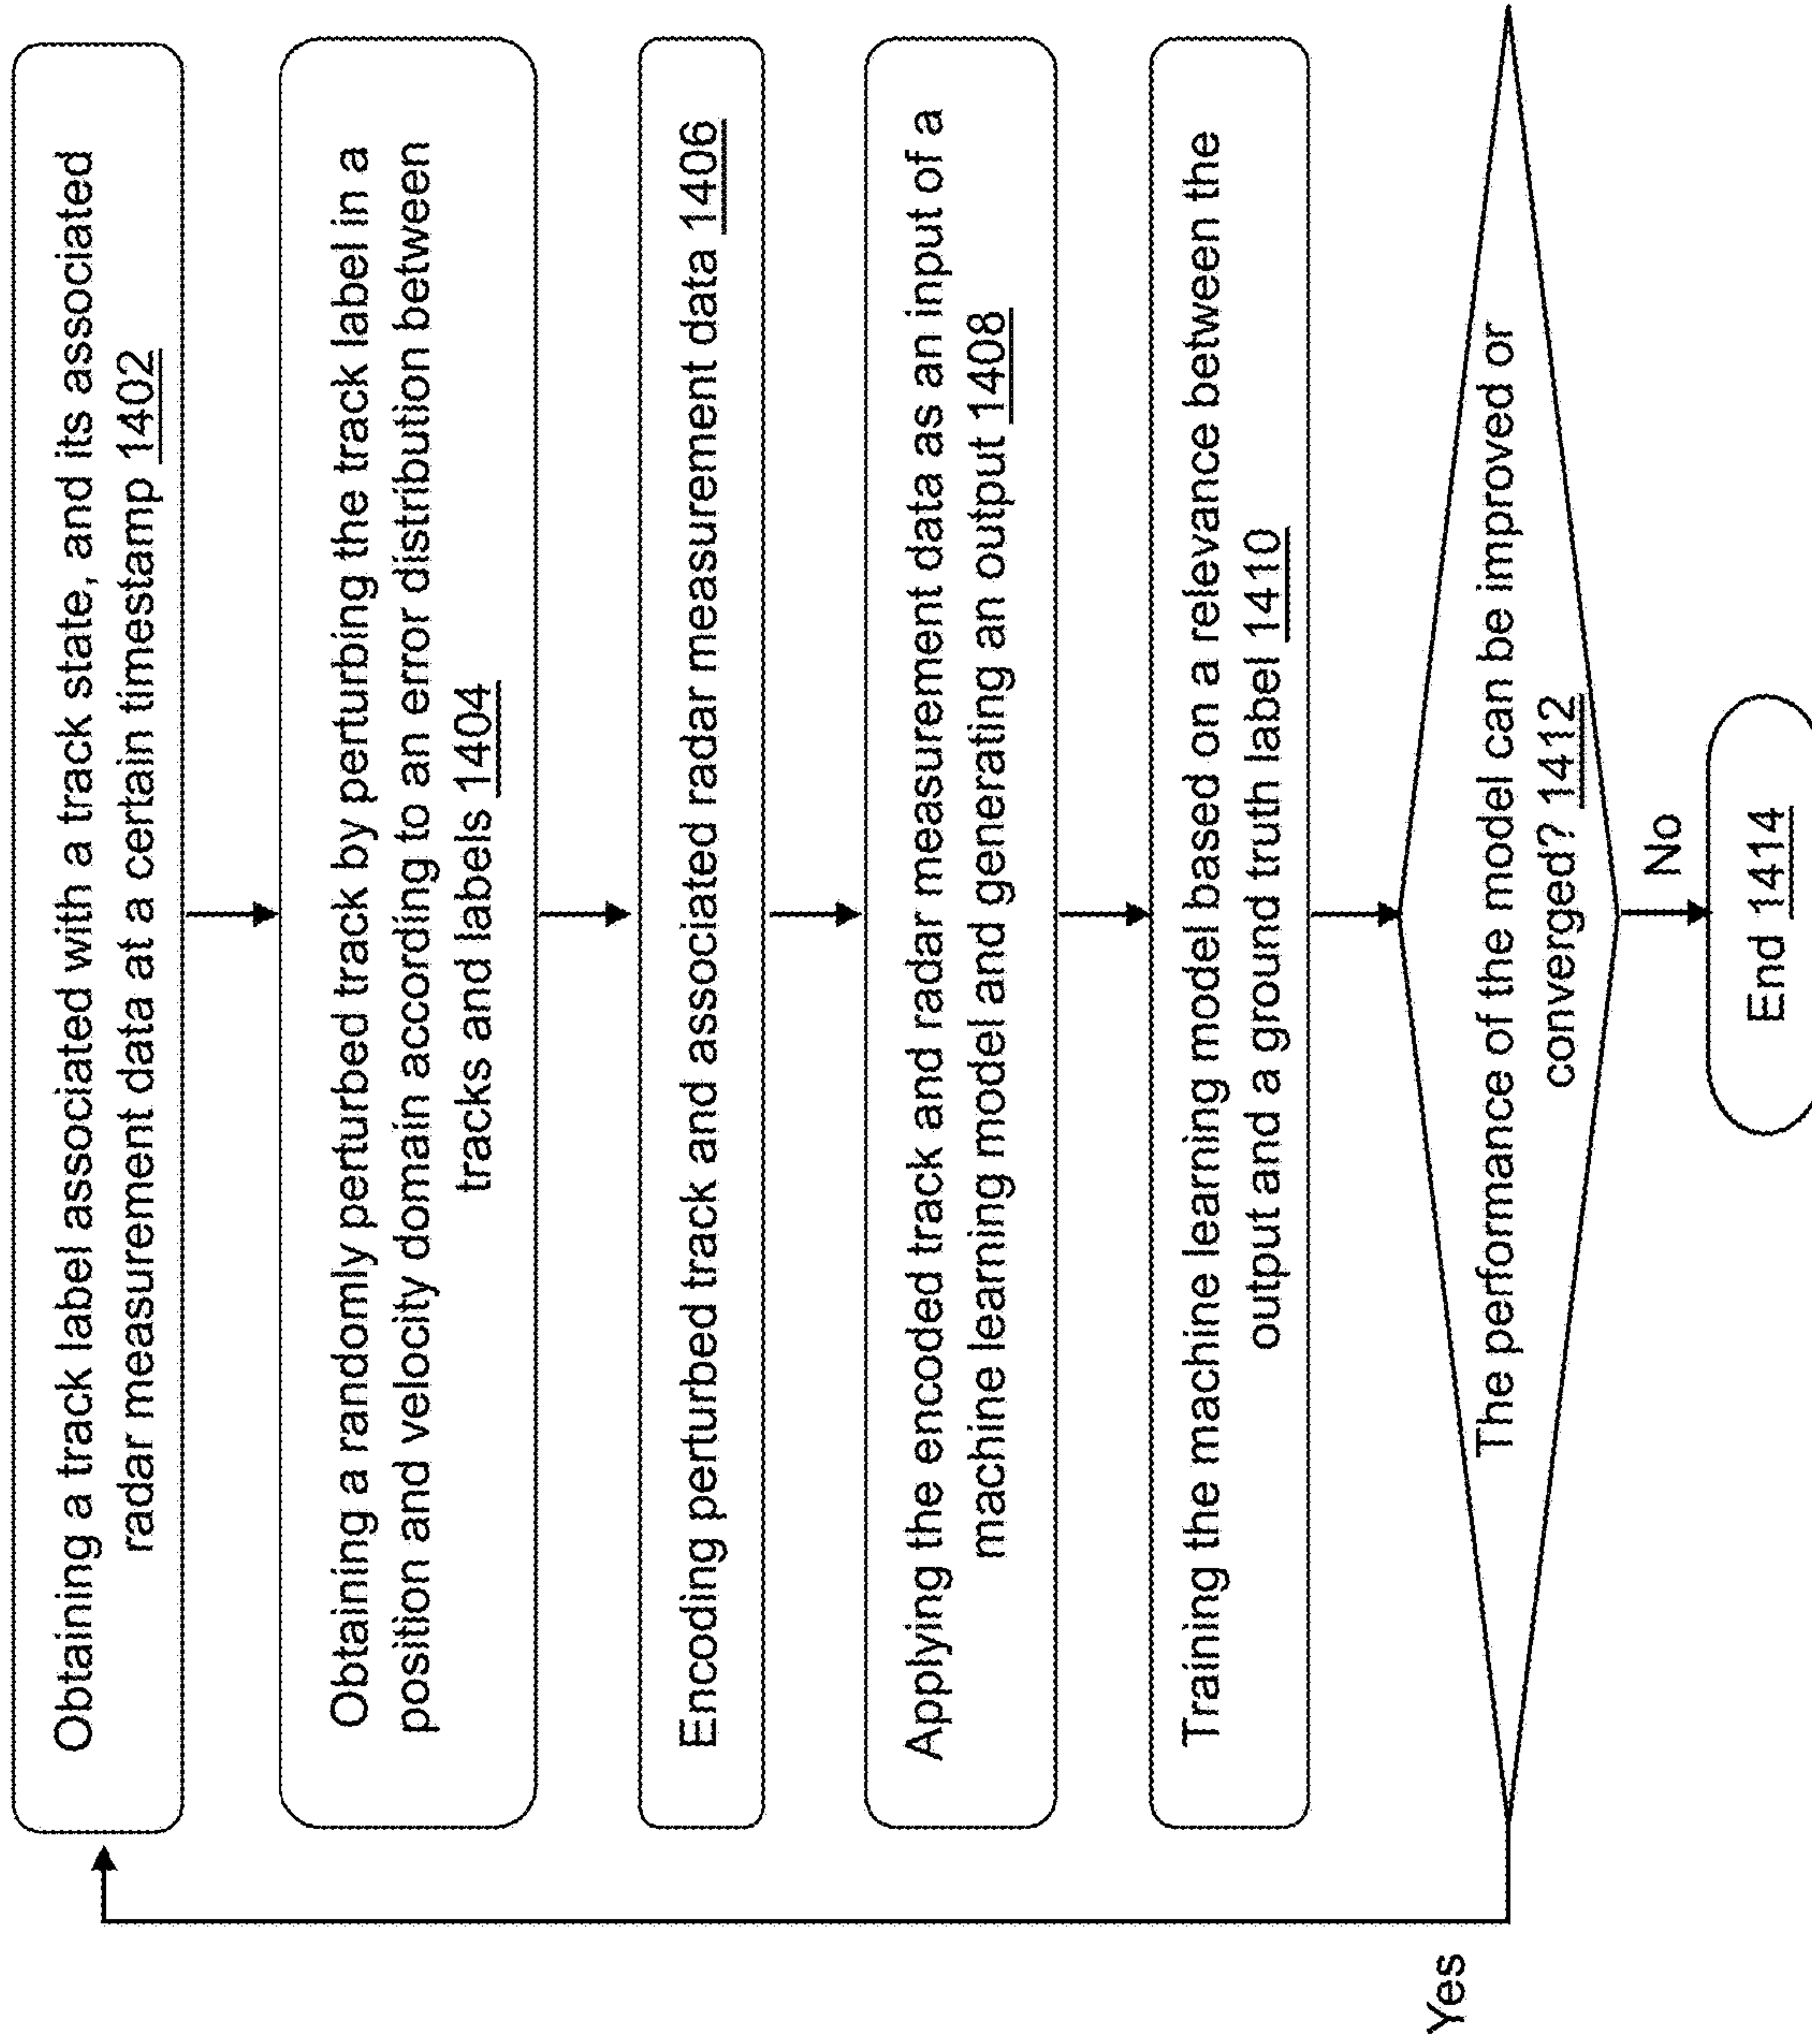 Obtaining a track label associated with a track state, and its associated
radar measurement data at a certain timestamp 1402
Obtaining a randomly perturbed track by perturbing the track label in a
position and velocity domain according to an error distribution between
tracks and labels 1404
Encoding perturbed track and associated radar measurement data 1406
Applying the encoded track and radar measurement data as an input of a
machine learning model and generating an output 1408
Training the machine learning model based on a relevance between the
output and a ground truth label 1410
The performance of the model can be improved or
converged? 1412
Yes
No
End 1414